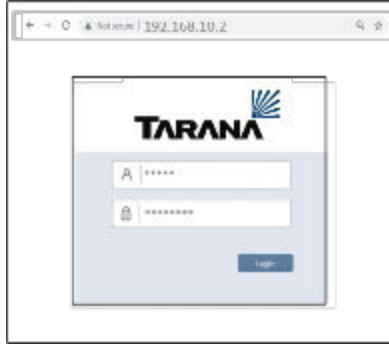 Not secure | 192.168.10.2
TARANA
*****
********
Login